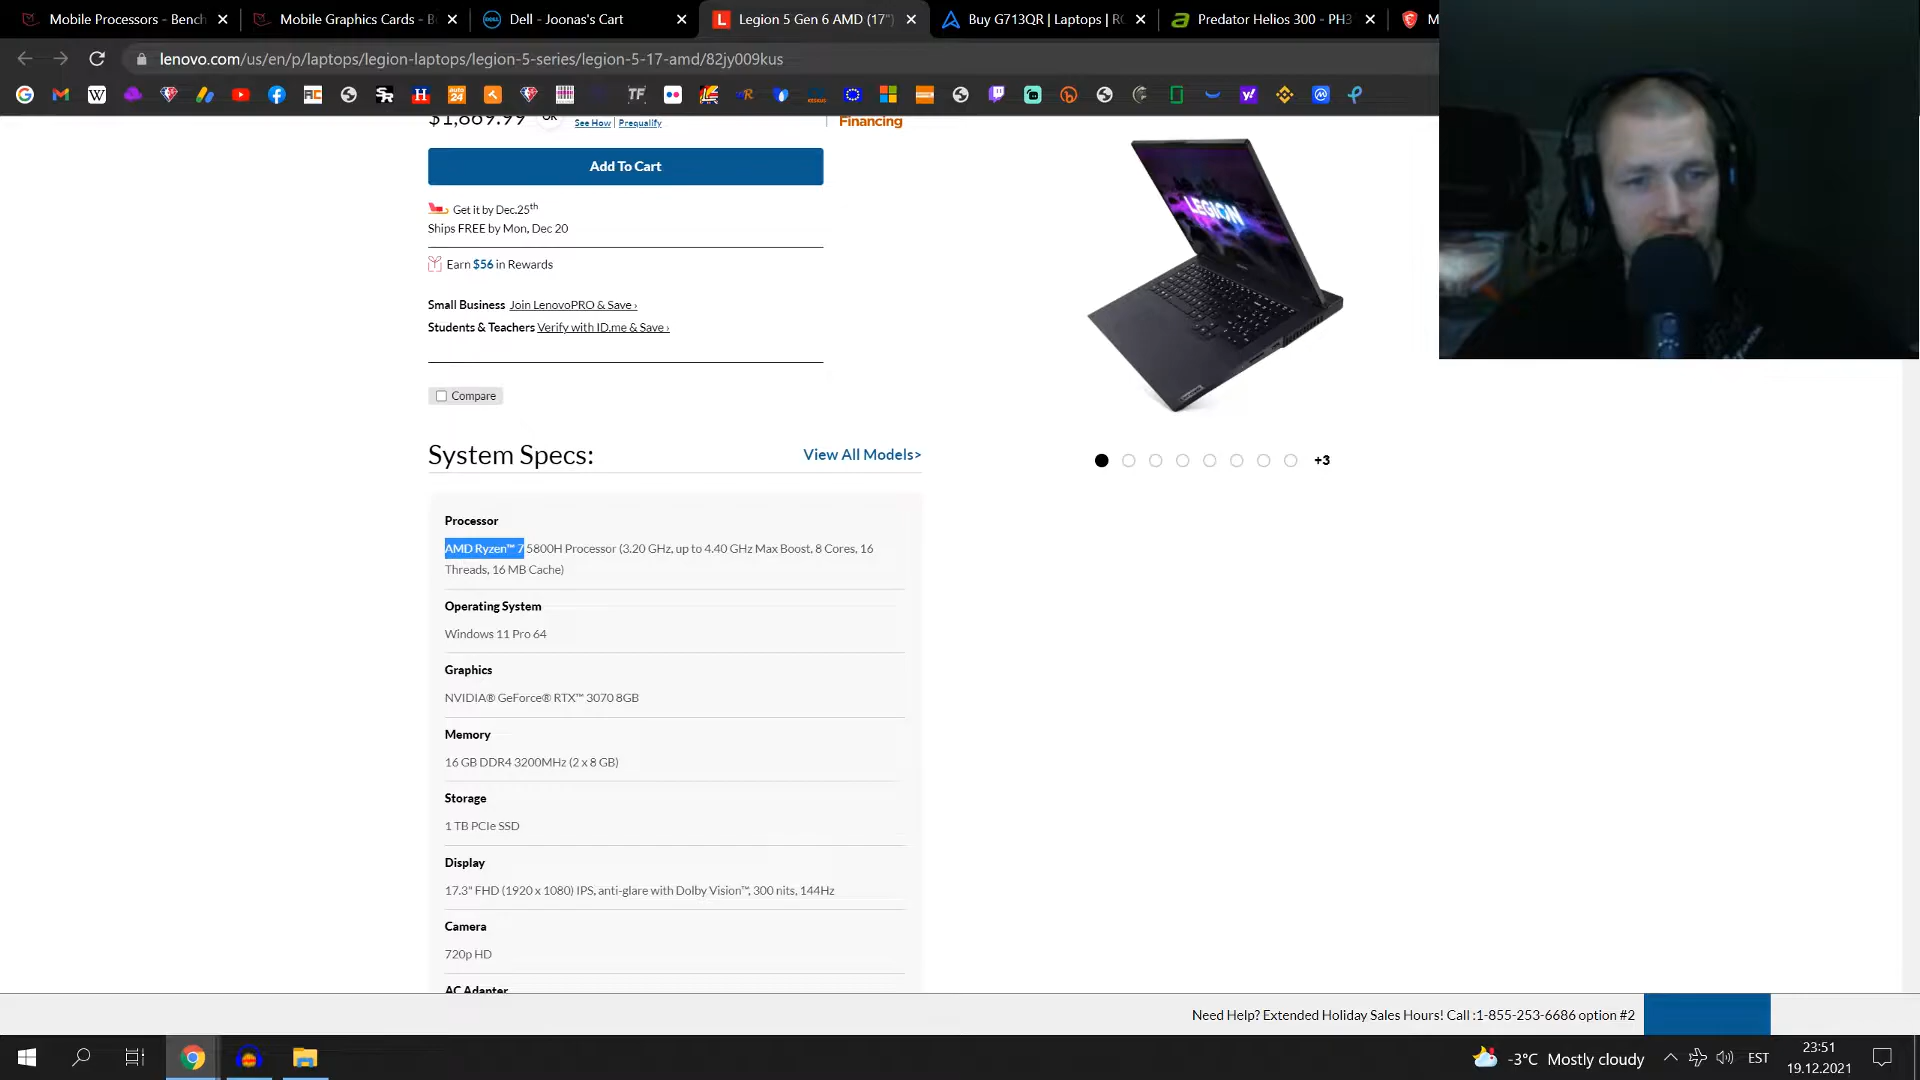 Mobile Processors - Bench
Mobile Graphics Cards - B
Dell - Joonas's Cart
Legion 5 Gen 6 AMD (17"
Buy G713QR | Laptops | R
Predator Helios 300 - PH3
M
lenovo.com/us/en/p/laptops/legion-laptops/legion-5-series/legion-5-17-amd/82jy009kus
$1,869.99
OR
See How | Prequalify
Financing
Add To Cart
Get it by Dec.25th
Ships FREE by Mon, Dec 20
Earn $56 in Rewards
Small Business Join LenovoPRO & Save ›
Students & Teachers Verify with ID.me & Save ›
Compare
LEGION
System Specs:
View All Models>
+3
Processor
AMD Ryzen™ 7 5800H Processor (3.20 GHz, up to 4.40 GHz Max Boost, 8 Cores, 16
Threads, 16 MB Cache)
Operating System
Windows 11 Pro 64
Graphics
NVIDIA® GeForce® RTX™ 3070 8GB
Memory
16 GB DDR4 3200MHz (2 x 8 GB)
Storage
1 TB PCIe SSD
Display
17.3" FHD (1920 x 1080) IPS, anti-glare with Dolby Vision™, 300 nits, 144Hz
Camera
720p HD
AC Adapter
Need Help? Extended Holiday Sales Hours! Call :1-855-253-6686 option #2
-3°C Mostly cloudy
EST
23:51
19.12.2021